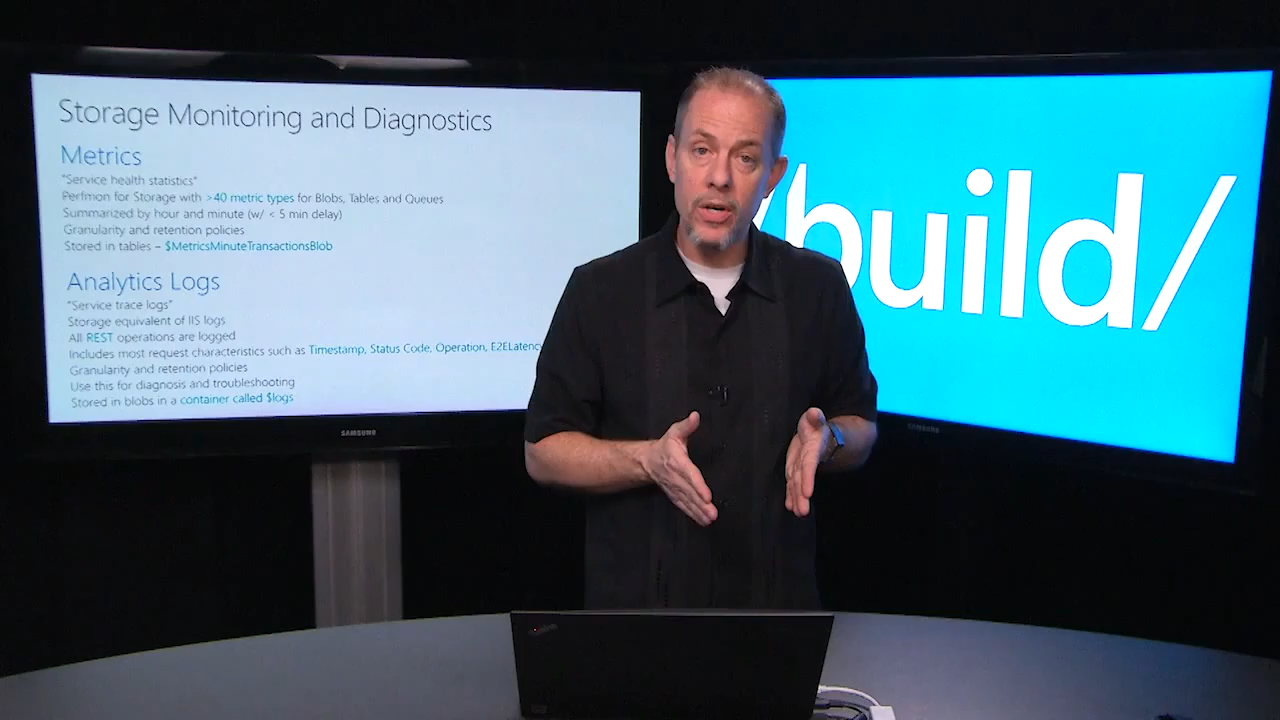 Storage Monitoring and Diagnostics
Metrics
"Service health statistics"
Perfmon for Storage with >40 metric types for Blobs, Tables and Queues
Summarized by hour and minute (w/ < 5 min delay)
Granularity and retention policies
Stored in tables – $MetricsMinuteTransactionsBlob
Analytics Logs
"Service trace logs"
Storage equivalent of IIS logs
All REST operations are logged
Includes most request characteristics such as Timestamp, Status Code, Operation, E2ELatency
Granularity and retention policies
Use this for diagnosis and troubleshooting
Stored in blobs in a container called $logs
SAMSUNG
/build/
SAMSUNG